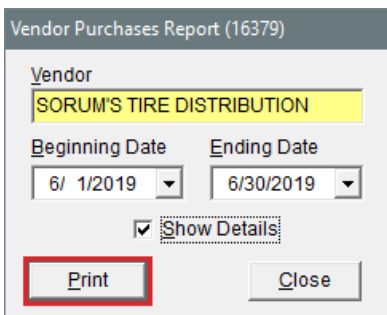 Vendor Purchases Report (16379)
Vendor
SORUM'S TIRE DISTRIBUTION
Beginning Date Ending Date
6/ 1/2019 6/30/2019
Show Details
Print Close